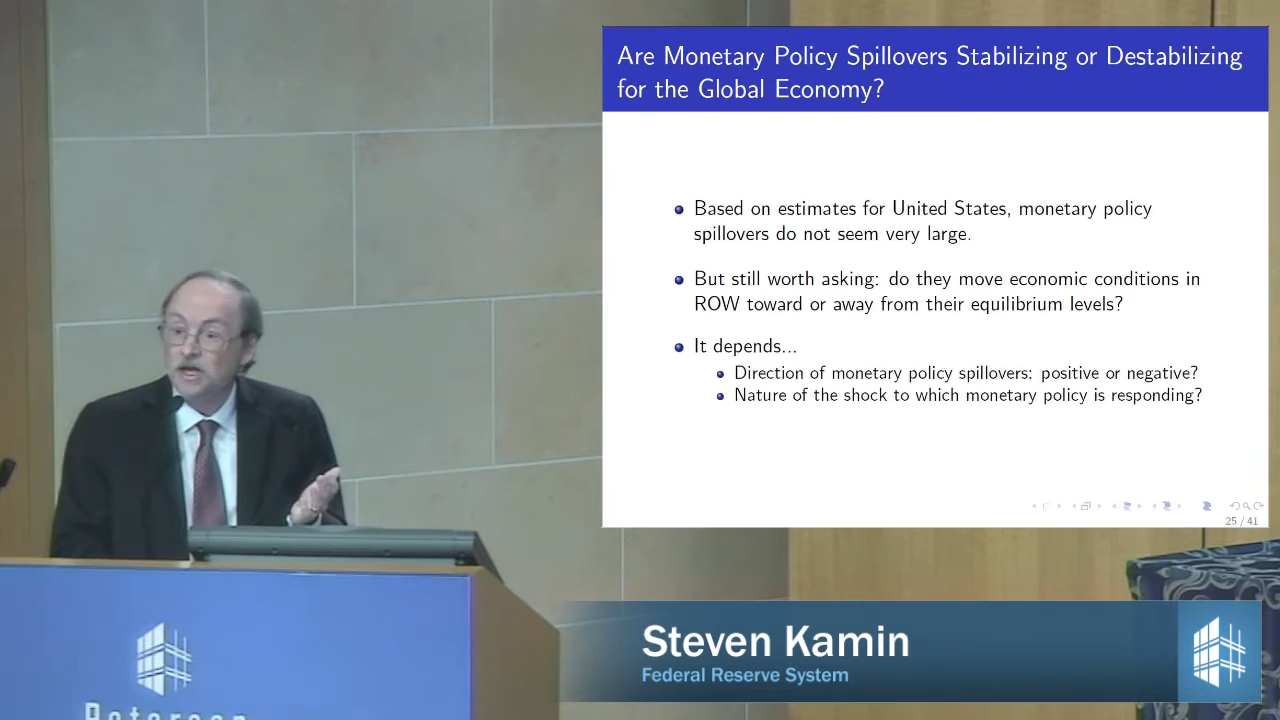 Are Monetary Policy Spillovers Stabilizing or Destabilizing
for the Global Economy?
Based on estimates for United States, monetary policy
spillovers do not seem very large.
But still worth asking: do they move economic conditions in
ROW toward or away from their equilibrium levels?
It depends...
Direction of monetary policy spillovers: positive or negative?
Nature of the shock to which monetary policy is responding?
25 / 41
Steven Kamin
Federal Reserve System